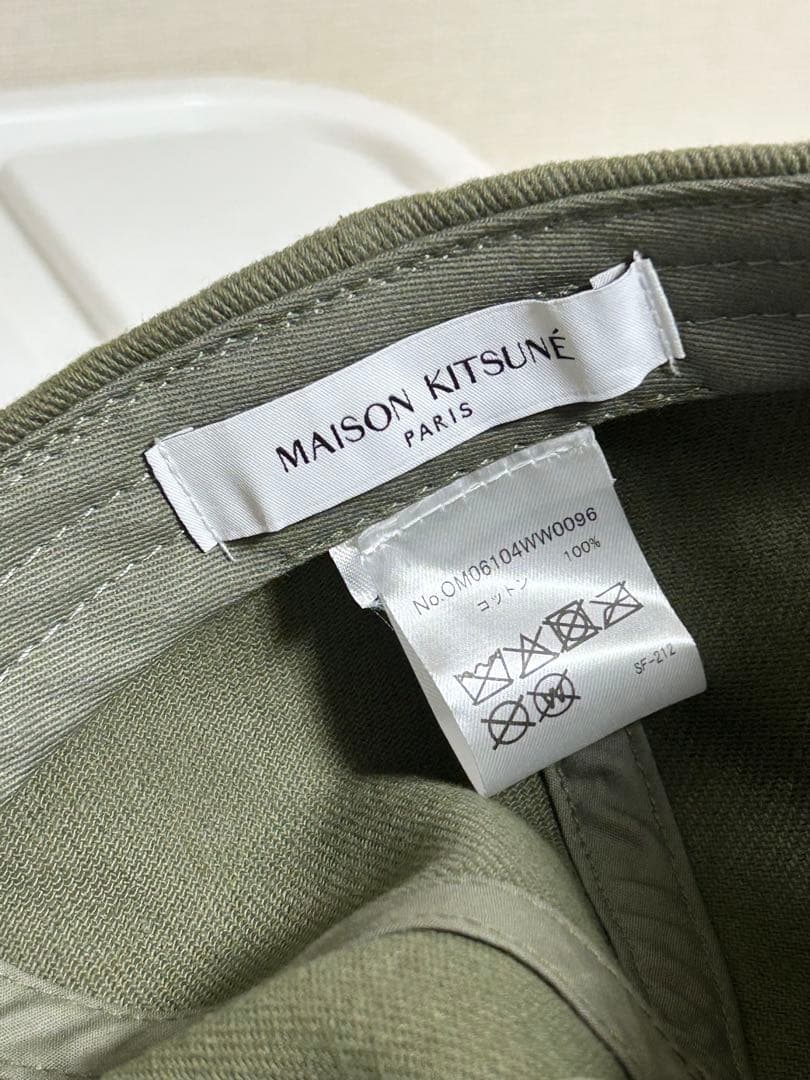 MAISON KITSUNÉ
PARIS
No.OM06104WW0096
コットン 100%
SF-212